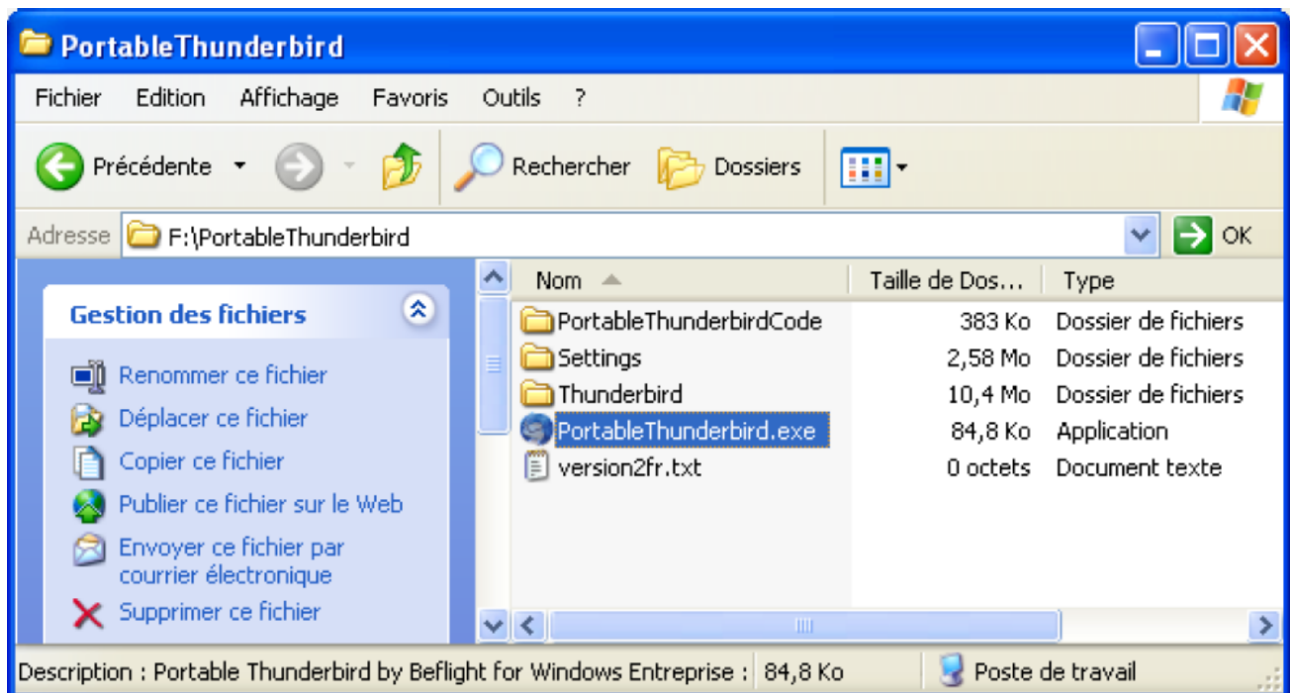 PortableThunderbird
Fichier Edition Affichage Favoris Outils ?
Précédente Rechercher Dossiers
Adresse F:\PortableThunderbird OK
Nom Taille de Dos... Type
Gestion des fichiers
Renommer ce fichier
Déplacer ce fichier
Copier ce fichier
Publier ce fichier sur le Web
Envoyer ce fichier par
courrier électronique
Supprimer ce fichier
PortableThunderbirdCode 383 Ko Dossier de fichiers
Settings 2,58 Mo Dossier de fichiers
Thunderbird 10,4 Mo Dossier de fichiers
PortableThunderbird.exe 84,8 Ko Application
version2fr.txt 0 octets Document texte
Description : Portable Thunderbird by Beflight for Windows Entreprise : 84,8 Ko Poste de travail